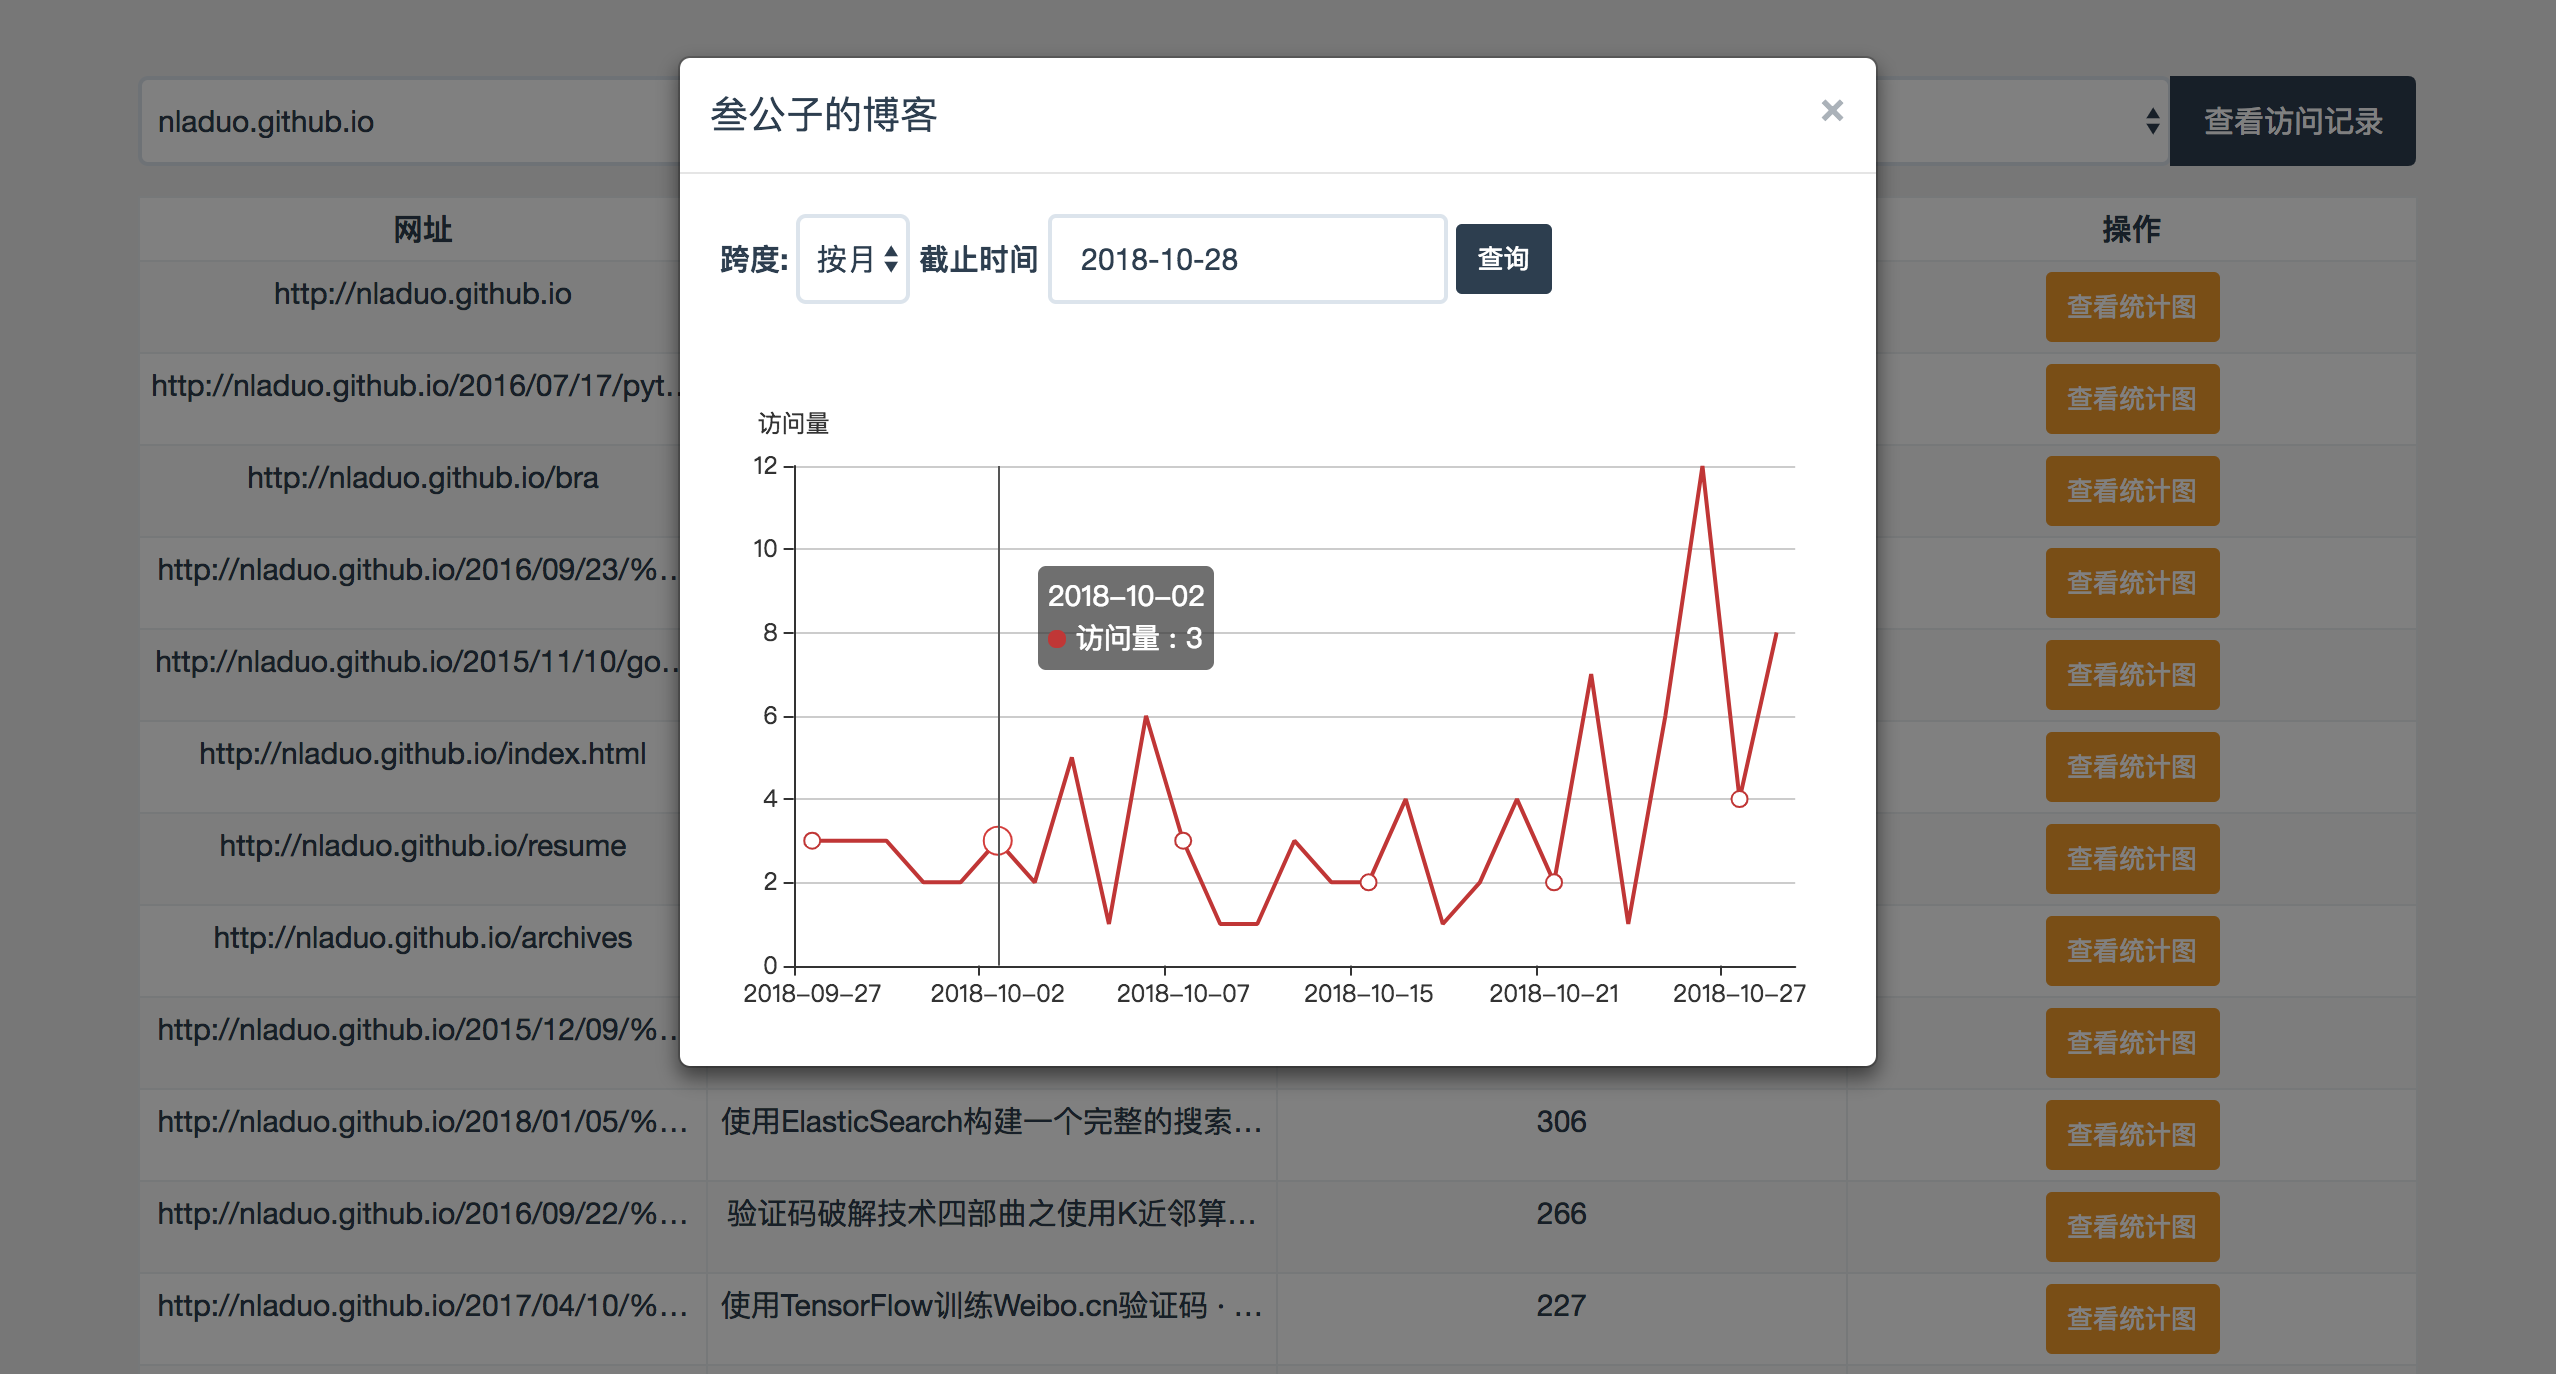 nladuo.github.io
查看访问记录
网址
操作
http://nladuo.github.io
查看统计图
http://nladuo.github.io/2016/07/17/pyt…
查看统计图
http://nladuo.github.io/bra
查看统计图
http://nladuo.github.io/2016/09/23/%…
查看统计图
http://nladuo.github.io/2015/11/10/go…
查看统计图
http://nladuo.github.io/index.html
查看统计图
http://nladuo.github.io/resume
查看统计图
http://nladuo.github.io/archives
查看统计图
http://nladuo.github.io/2015/12/09/%…
查看统计图
http://nladuo.github.io/2018/01/05/%… 使用ElasticSearch构建一个完整的搜索… 306
查看统计图
http://nladuo.github.io/2016/09/22/%… 验证码破解技术四部曲之使用K近邻算… 266
查看统计图
http://nladuo.github.io/2017/04/10/%… 使用TensorFlow训练Weibo.cn验证码 · … 227
查看统计图
叁公子的博客
×
跨度: 按月 截止时间 2018-10-28 查询
访问量
12
10
8
6
4
2
0
2018-10-02
访问量 : 3
2018-09-27 2018-10-02 2018-10-07 2018-10-15 2018-10-21 2018-10-27